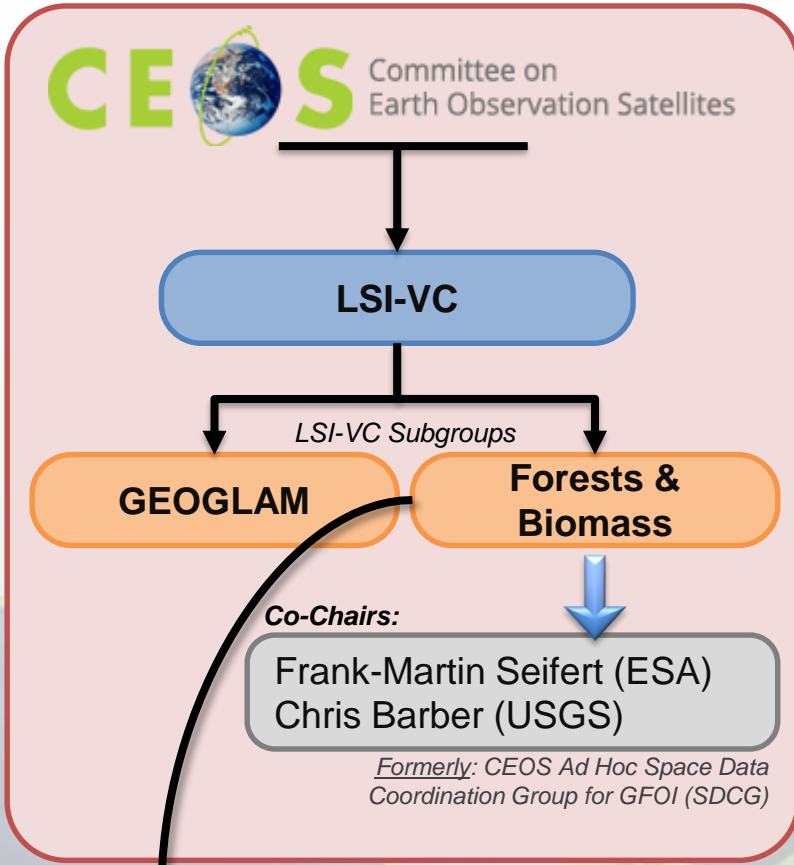 CEOS
Committee on
Earth Observation Satellites
LSI-VC
LSI-VC Subgroups
GEOGLAM
Forests &
Biomass
Co-Chairs:
Frank-Martin Seifert (ESA)
Chris Barber (USGS)
Formerly: CEOS Ad Hoc Space Data
Coordination Group for GFOI (SDCG)